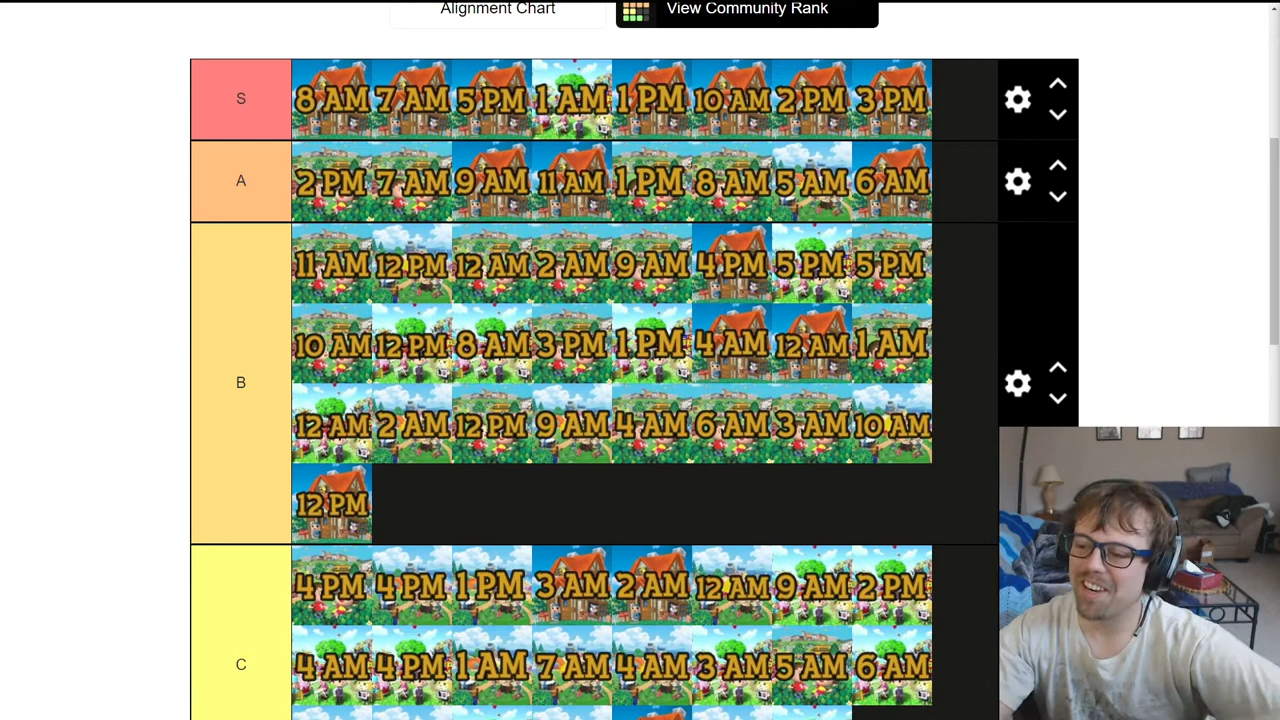 Alignment Chart
View Community Rank
S
8 AM 7 AM 5 PM 1 AM 1 PM 10 AM 2 PM 3 PM
A
2 PM 7 AM 9 AM 11 AM 1 PM 8 AM 5 AM 6 AM
B
11 AM 12 PM 12 AM 2 AM 9 AM 4 PM 5 PM 5 PM
10 AM 12 PM 8 AM 3 PM 1 PM 4 AM 12 AM 1 AM
12 AM 2 AM 12 PM 9 AM 4 AM 6 AM 3 AM 10 AM
12 PM
C
4 PM 4 PM 1 PM 3 AM 2 AM 12 AM 9 AM 2 PM
4 AM 4 PM 1 AM 7 AM 4 AM 3 AM 5 AM 6 AM